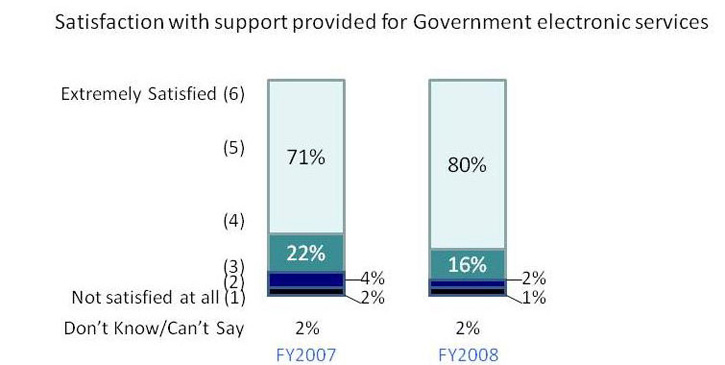 Satisfaction with support provided for Government electronic services
Extremely Satisfied (6)
(5)
71%
80%
(4)
22%
16%
(3)
(2)
4%
2%
Not satisfied at all (1)
2%
1%
Don't Know/Can't Say
2%
2%
FY2007
FY2008